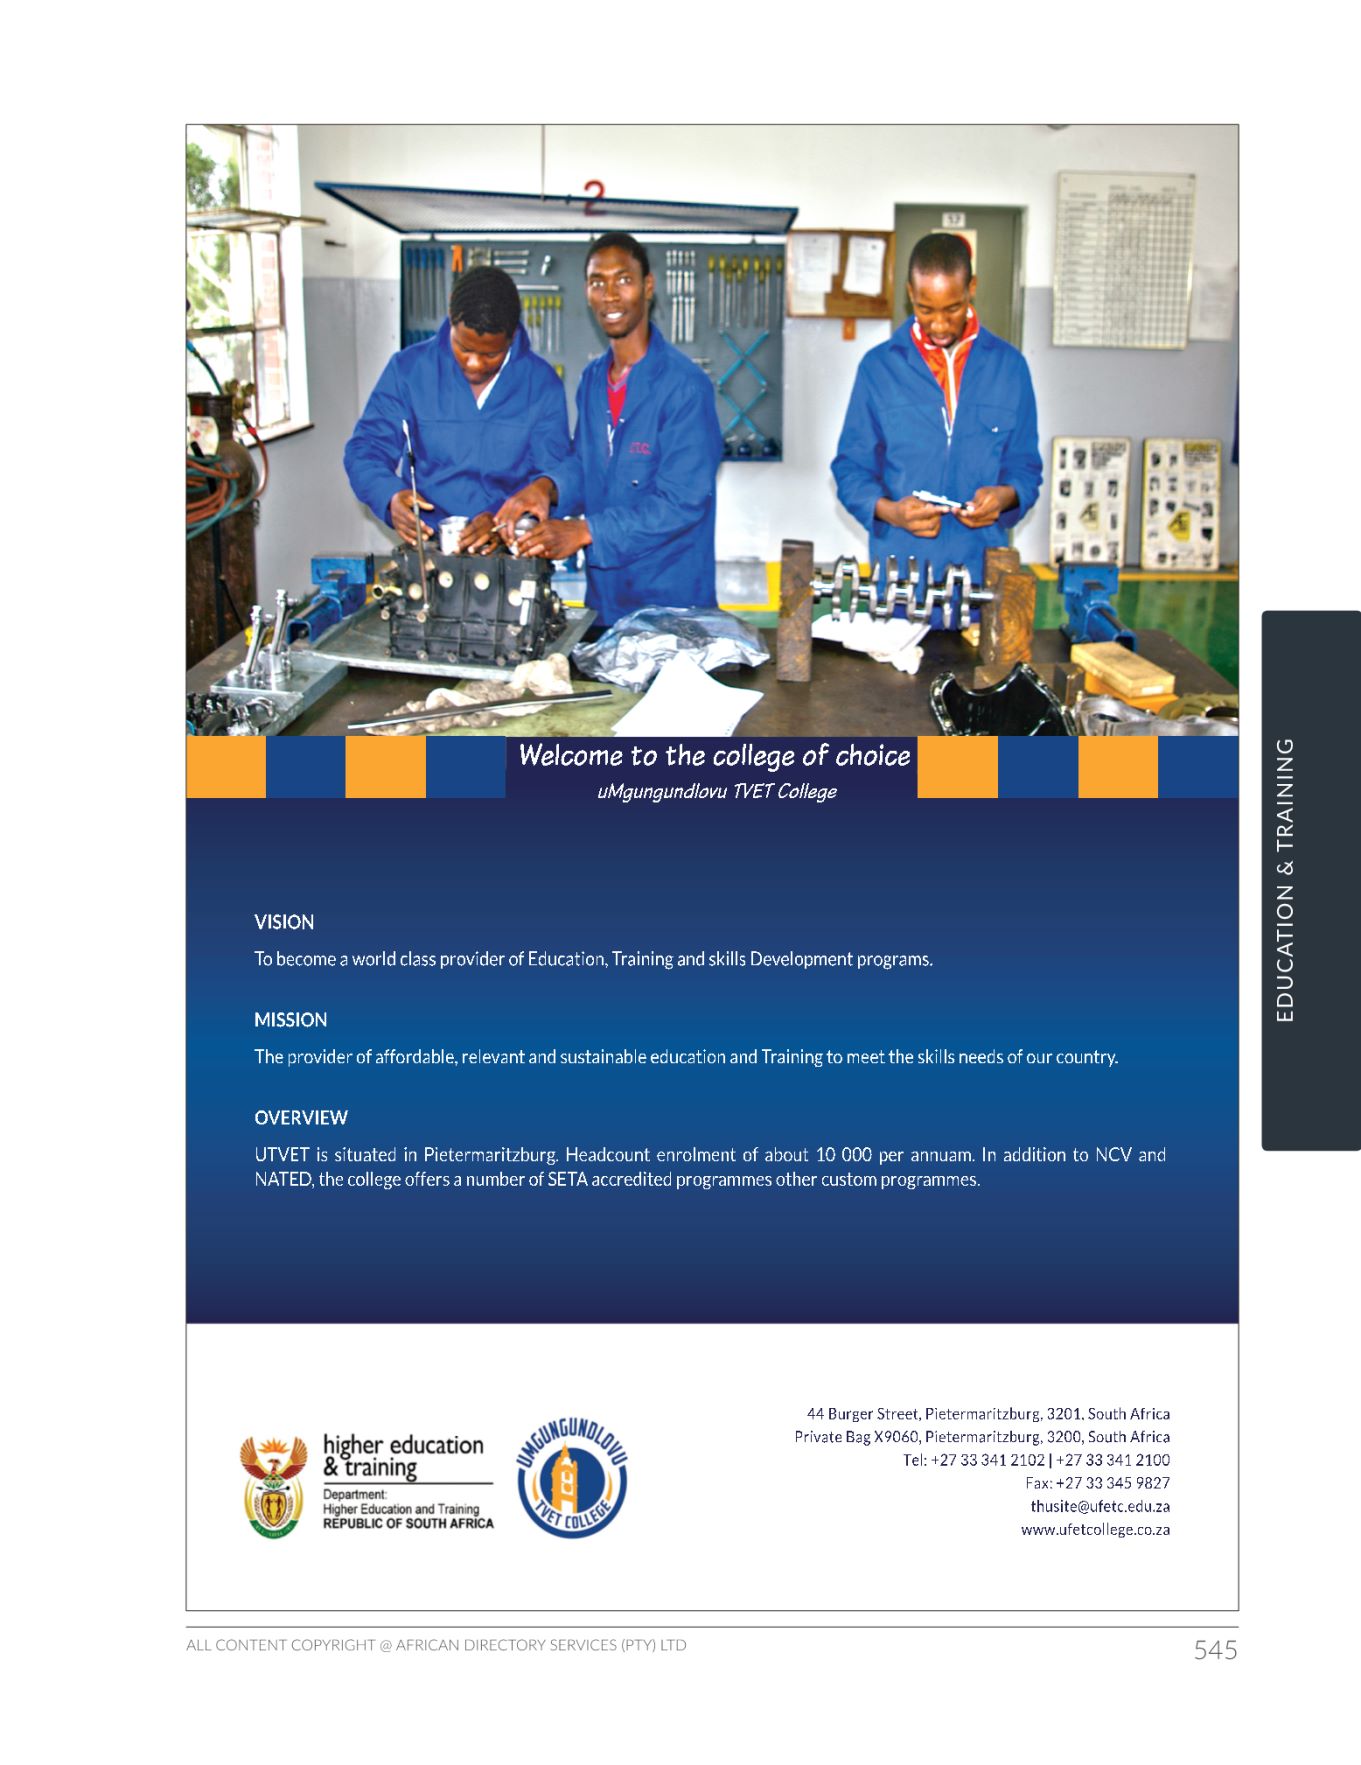 2
Welcome to the college of choice
uMgungundlovu TVET College
VISION
To become a world class provider of Education, Training and skills Development programs.
MISSION
The provider of affordable, relevant and sustainable education and Training to meet the skills needs of our country.
OVERVIEW
UTVET is situated in Pietermaritzburg. Headcount enrolment of about 10 000 per annuam. In addition to NCV and
NATED, the college offers a number of SETA accredited programmes other custom programmes.
EDUCATION & TRAINING
higher education
& training
Department:
Higher Education and Training
REPUBLIC OF SOUTH AFRICA
UMGUNGUNDLOVU
TVET COLLEGE
44 Burger Street, Pietermaritzburg, 3201, South Africa
Private Bag X9060, Pietermaritzburg, 3200, South Africa
Tel: +27 33 341 2102 | +27 33 341 2100
Fax: +27 33 345 9827
thusite@ufetc.edu.za
www.ufetcollege.co.za
ALL CONTENT COPYRIGHT @ AFRICAN DIRECTORY SERVICES (PTY) LTD
545